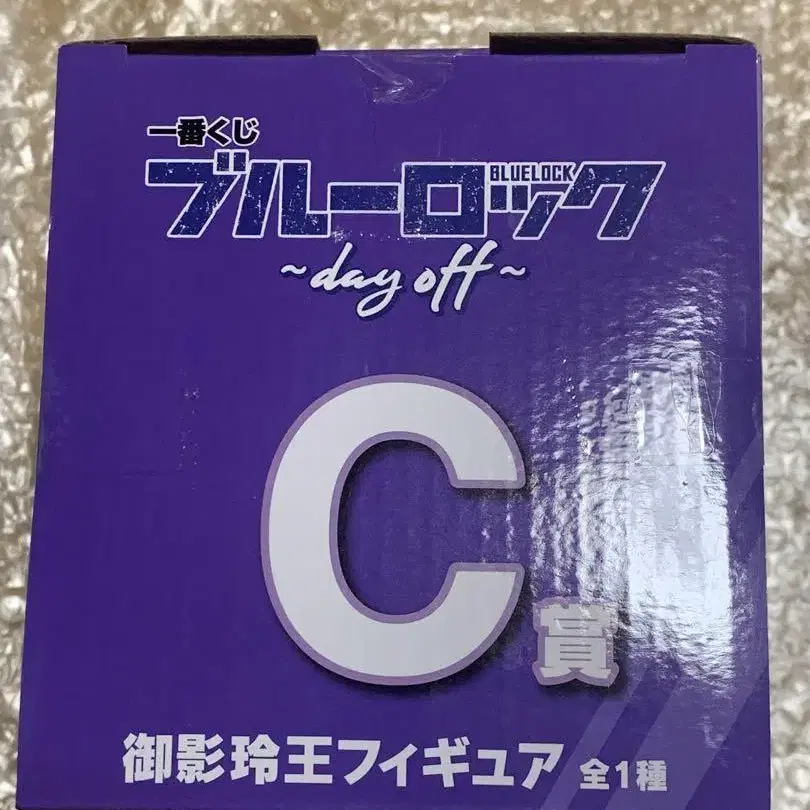 一番くじ
ブルーロック
BLUELOCK
~day off~
C賞
御影玲王フィギュア 全1種